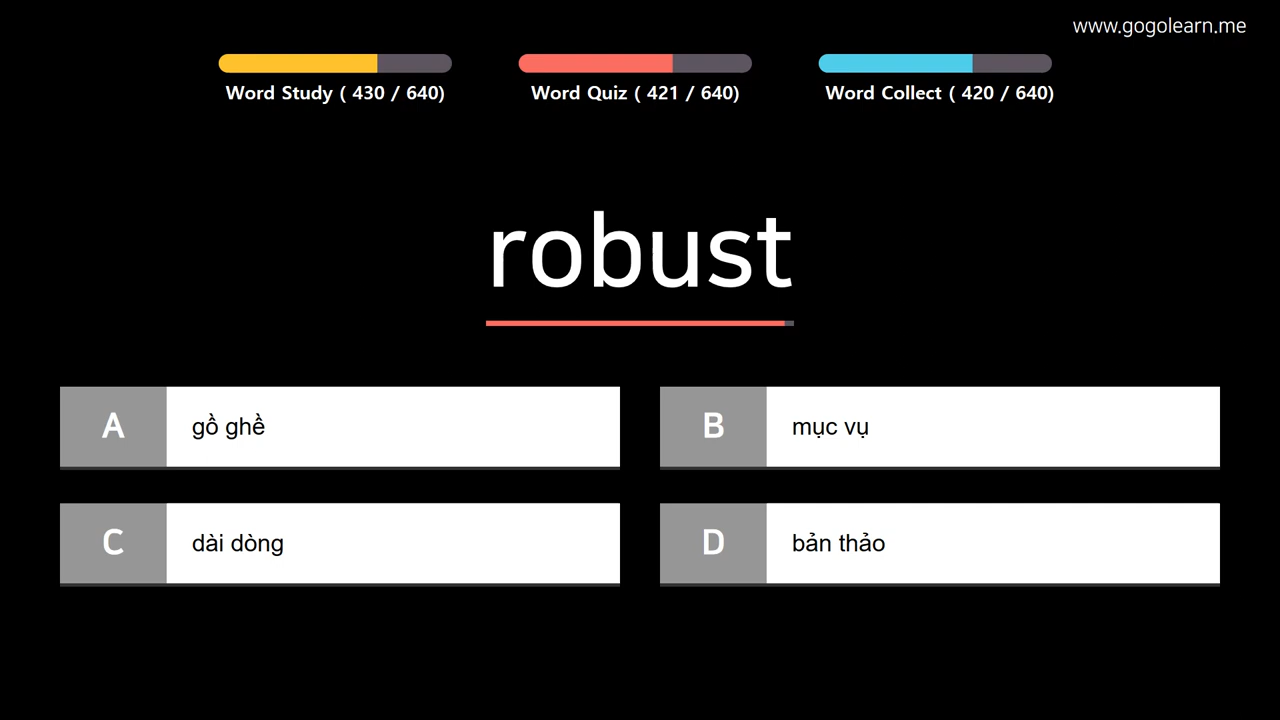 www.gogolearn.me
Word Study ( 430 / 640)
Word Quiz ( 421 / 640)
Word Collect ( 420 / 640)
robust
A gồ ghề
B mục vụ
C dài dòng
D bản thảo